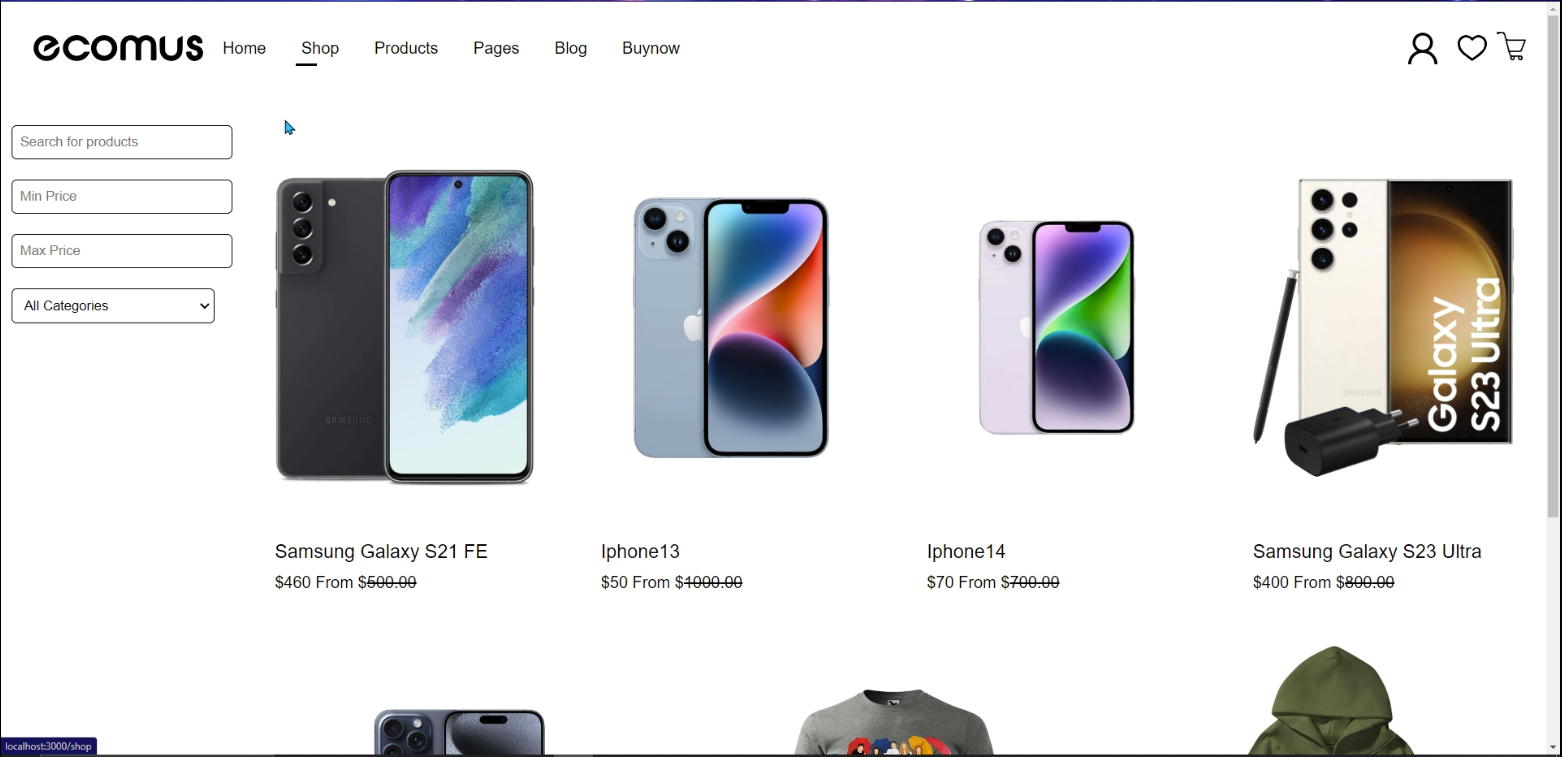 ecomus Home Shop Products Pages Blog Buynow
Search for products
Min Price
Max Price
All Categories
SAMSUNG
SAMSUNG
Galaxy
S23 Ultra
Samsung Galaxy S21 FE
$460 From $500.00
Iphone13
$50 From $1000.00
Iphone14
$70 From $700.00
Samsung Galaxy S23 Ultra
$400 From $800.00
localhost:3000/shop